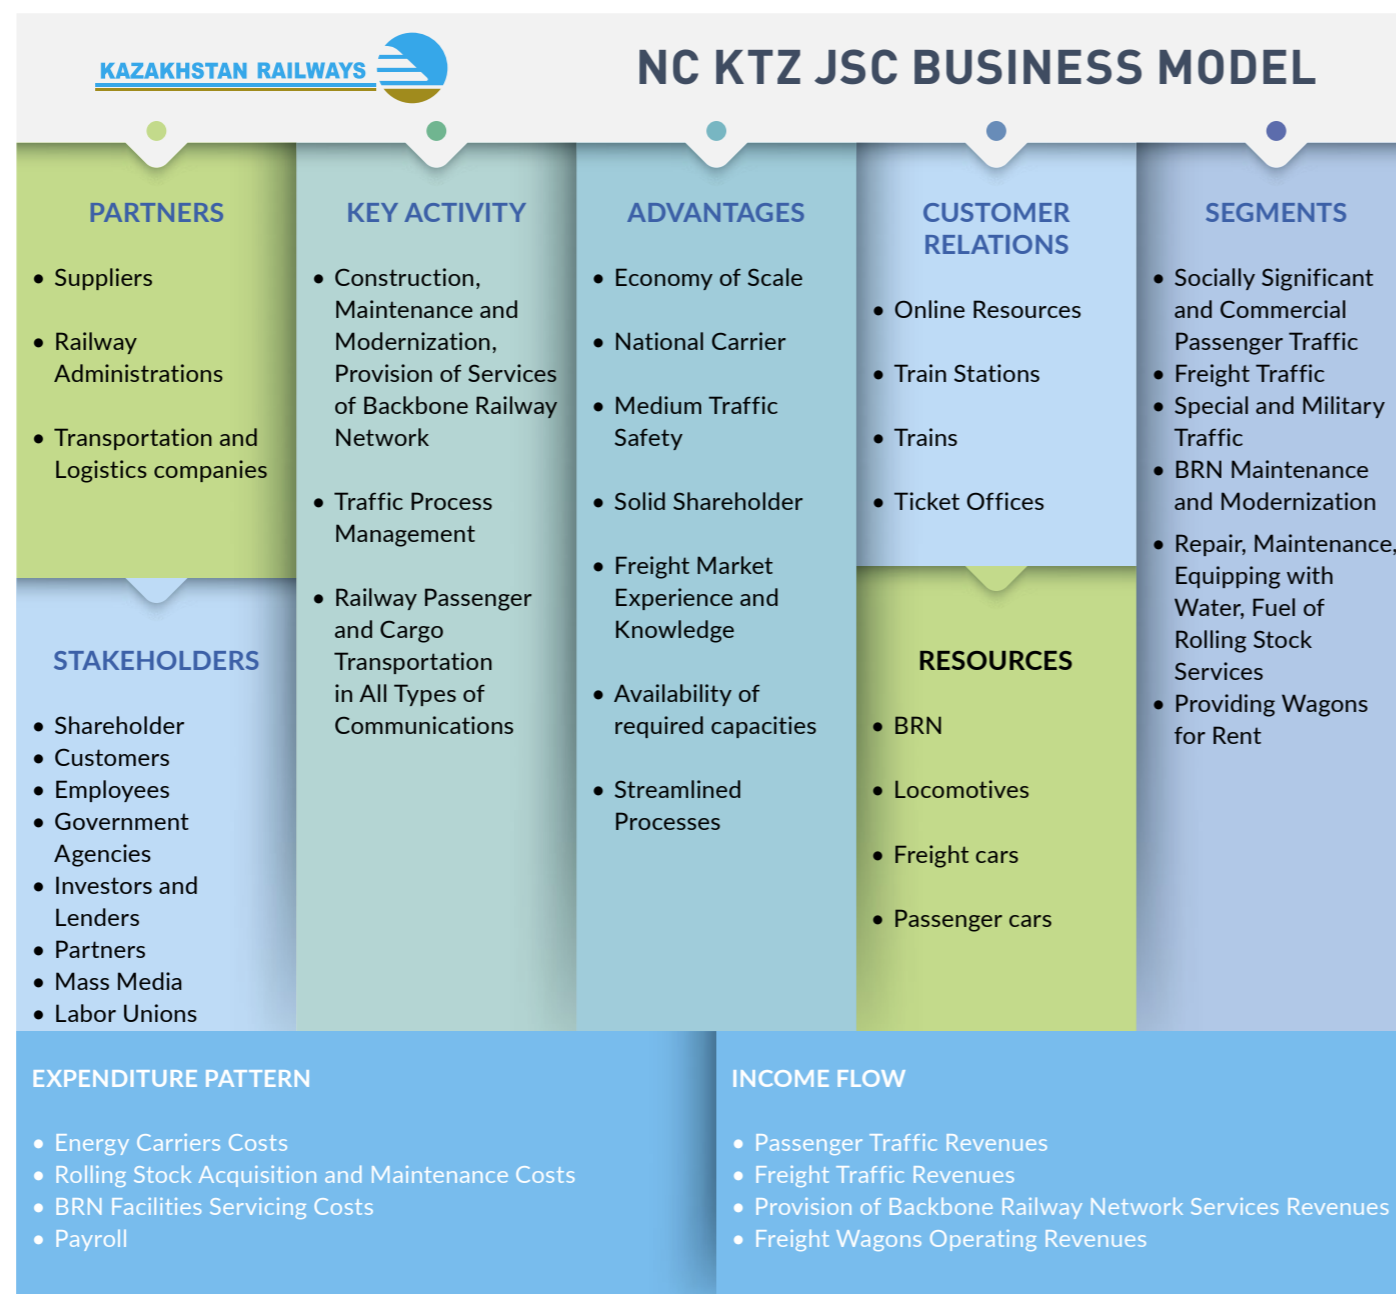 KAZAKHSTAN RAILWAYS
NC KTZ JSC BUSINESS MODEL
PARTNERS
• Suppliers
• Railway
Administrations
• Transportation and
Logistics companies
STAKEHOLDERS
• Shareholder
• Customers
• Employees
• Government
Agencies
• Investors and
Lenders
• Partners
• Mass Media
• Labor Unions
KEY ACTIVITY
• Construction,
Maintenance and
Modernization,
Provision of Services
of Backbone Railway
Network
• Traffic Process
Management
• Railway Passenger
and Cargo
Transportation
in All Types of
Communications
ADVANTAGES
• Economy of Scale
• National Carrier
• Medium Traffic
Safety
• Solid Shareholder
• Freight Market
Experience and
Knowledge
• Availability of
required capacities
• Streamlined
Processes
CUSTOMER
RELATIONS
• Online Resources
• Train Stations
• Trains
• Ticket Offices
RESOURCES
• BRN
• Locomotives
• Freight cars
• Passenger cars
SEGMENTS
• Socially Significant
and Commercial
Passenger Traffic
• Freight Traffic
• Special and Military
Traffic
• BRN Maintenance
and Modernization
• Repair, Maintenance,
Equipping with
Water, Fuel of
Rolling Stock
Services
• Providing Wagons
for Rent
EXPENDITURE PATTERN
• Energy Carriers Costs
• Rolling Stock Acquisition and Maintenance Costs
• BRN Facilities Servicing Costs
• Payroll
INCOME FLOW
• Passenger Traffic Revenues
• Freight Traffic Revenues
• Provision of Backbone Railway Network Services Revenues
• Freight Wagons Operating Revenues